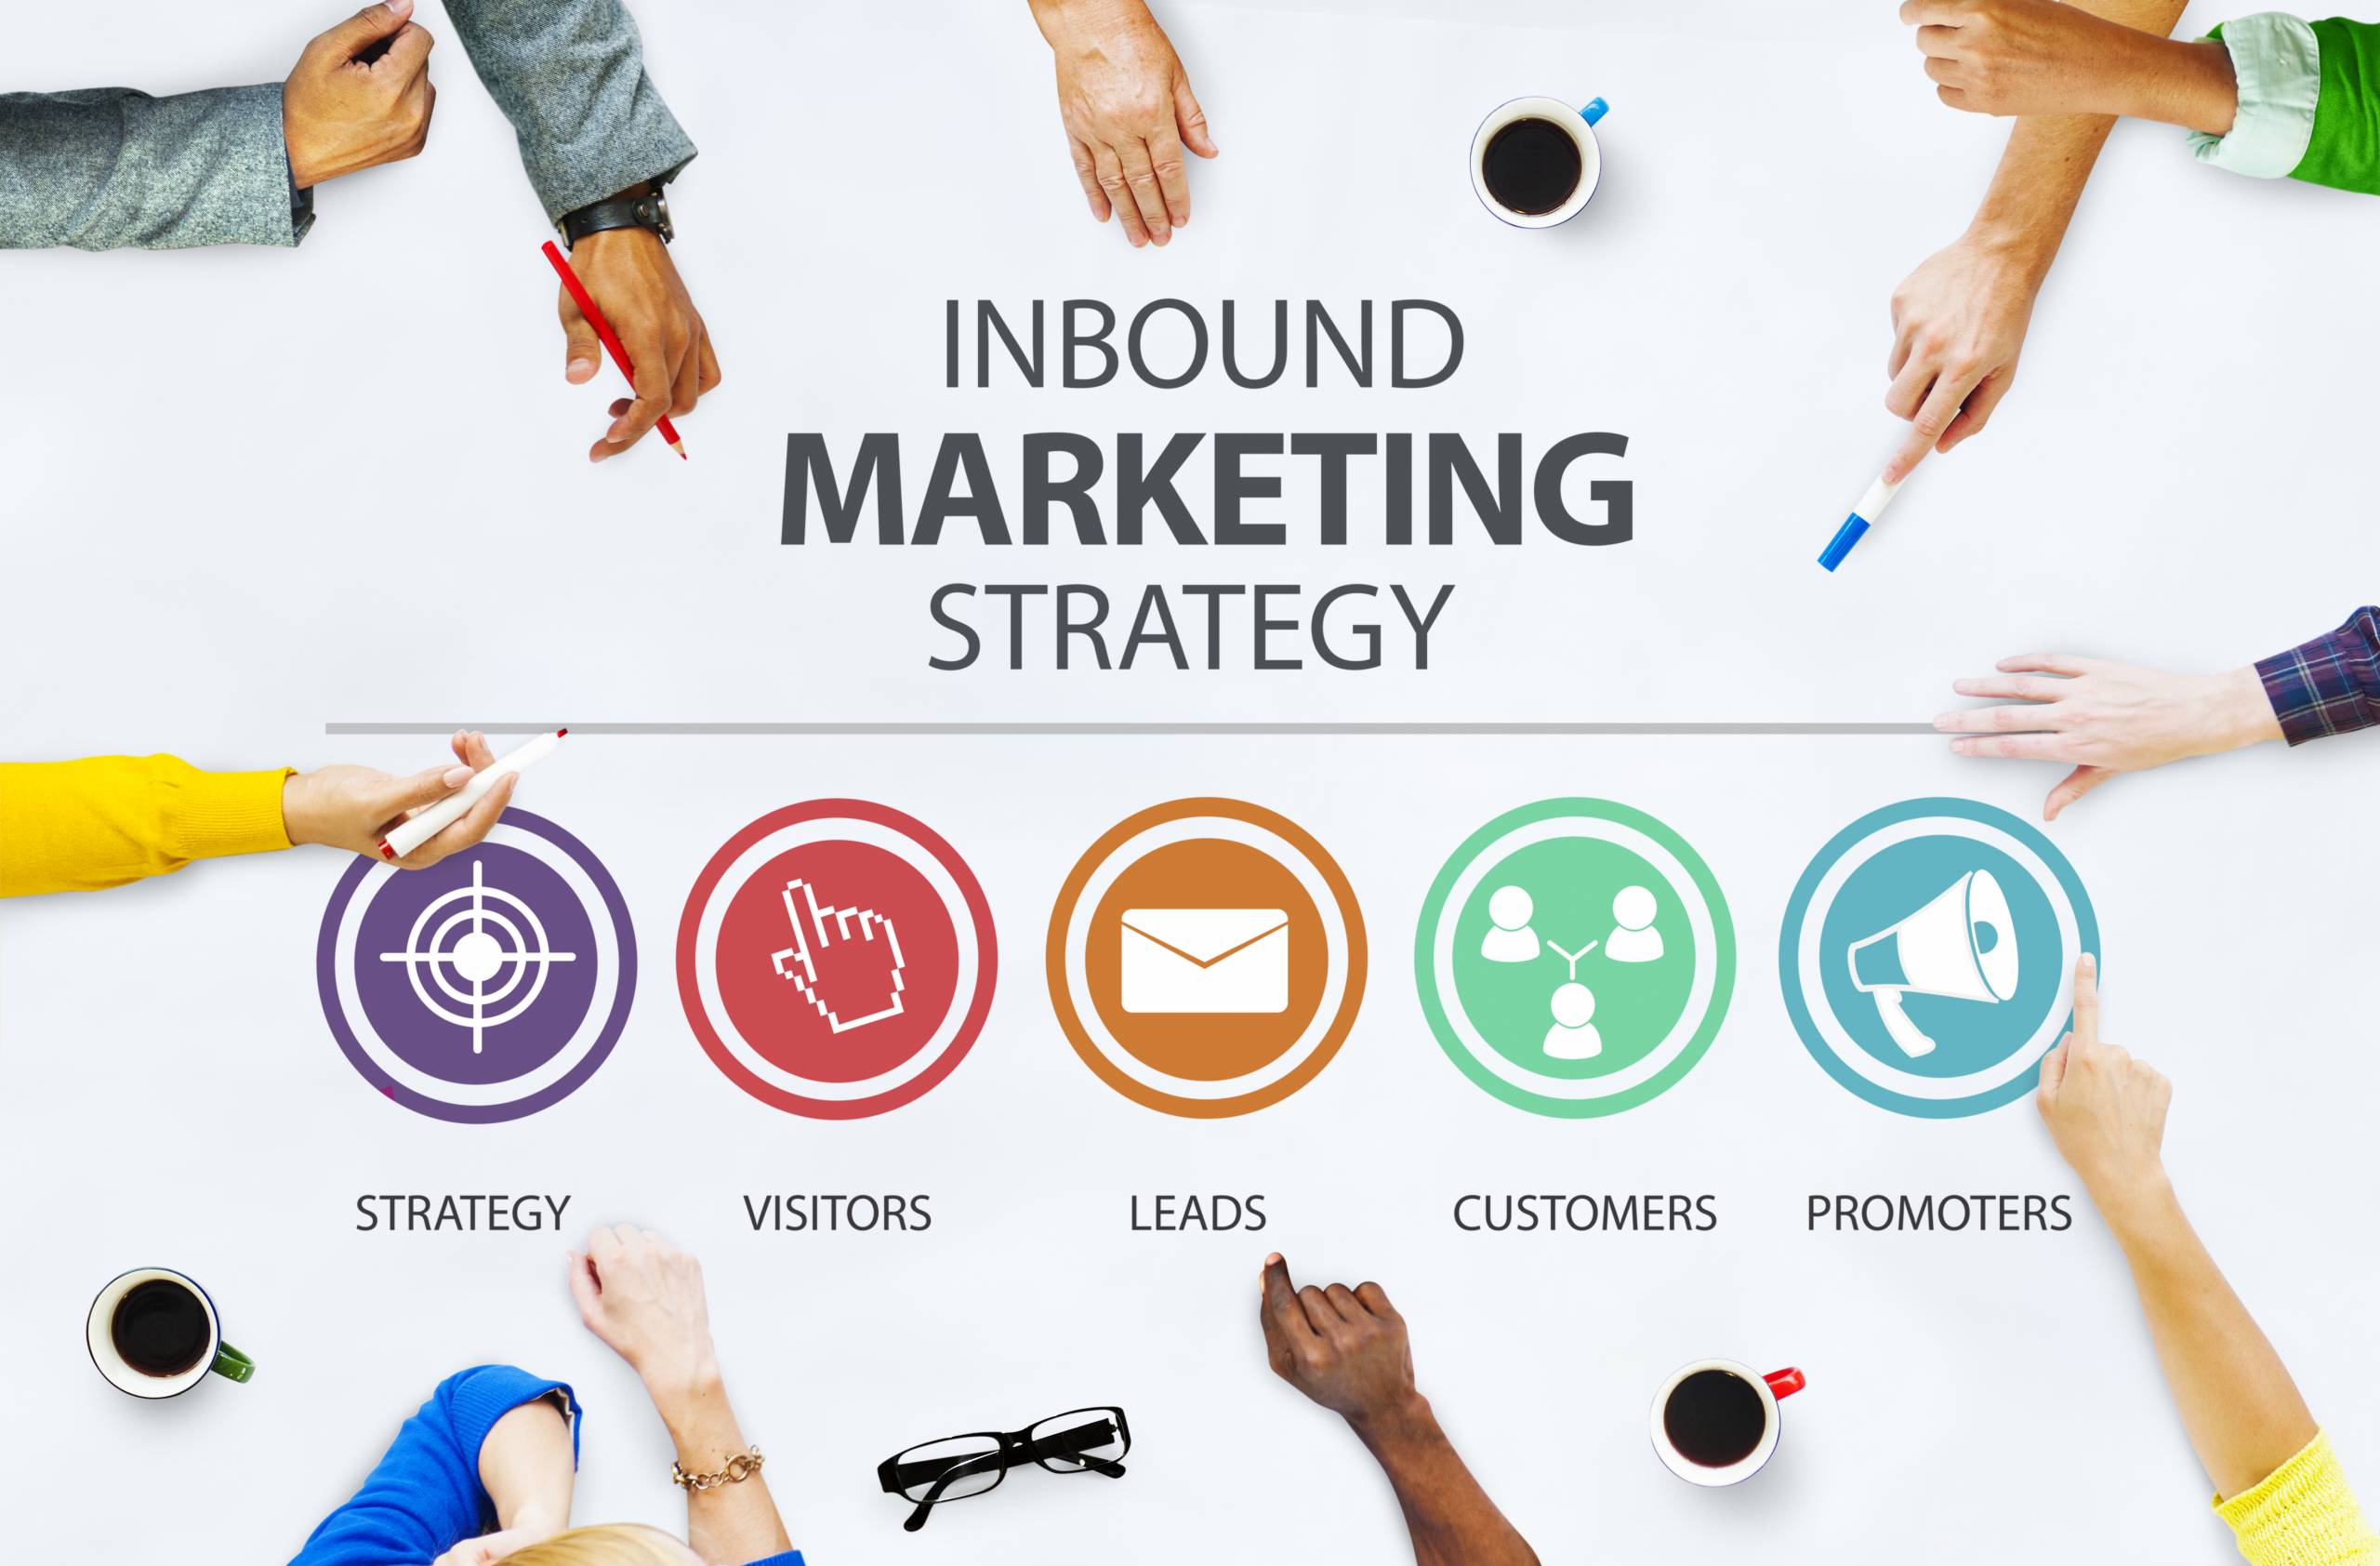 INBOUND
MARKETING
STRATEGY
STRATEGY
VISITORS
LEADS
CUSTOMERS
PROMOTERS